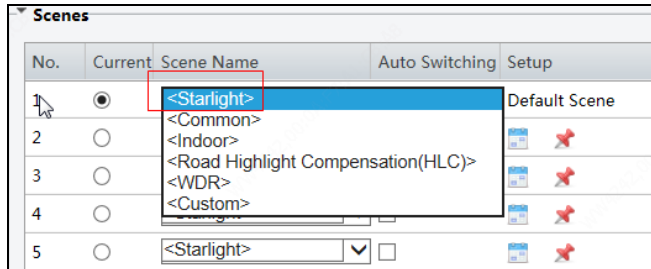 Scenes
No. Current Scene Name Auto Switching Setup
1 <Starlight> Default Scene
<Common>
2 <Indoor>
<Road Highlight Compensation(HLC)>
3 <WDR>
<Custom>
4
5 <Starlight>